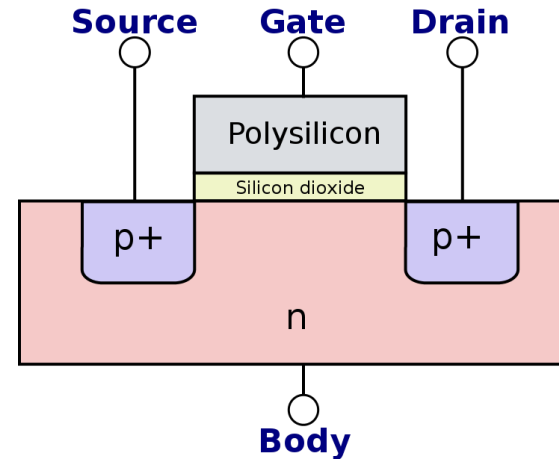 Source Gate Drain
Polysilicon
Silicon dioxide
p+ p+
n
Body